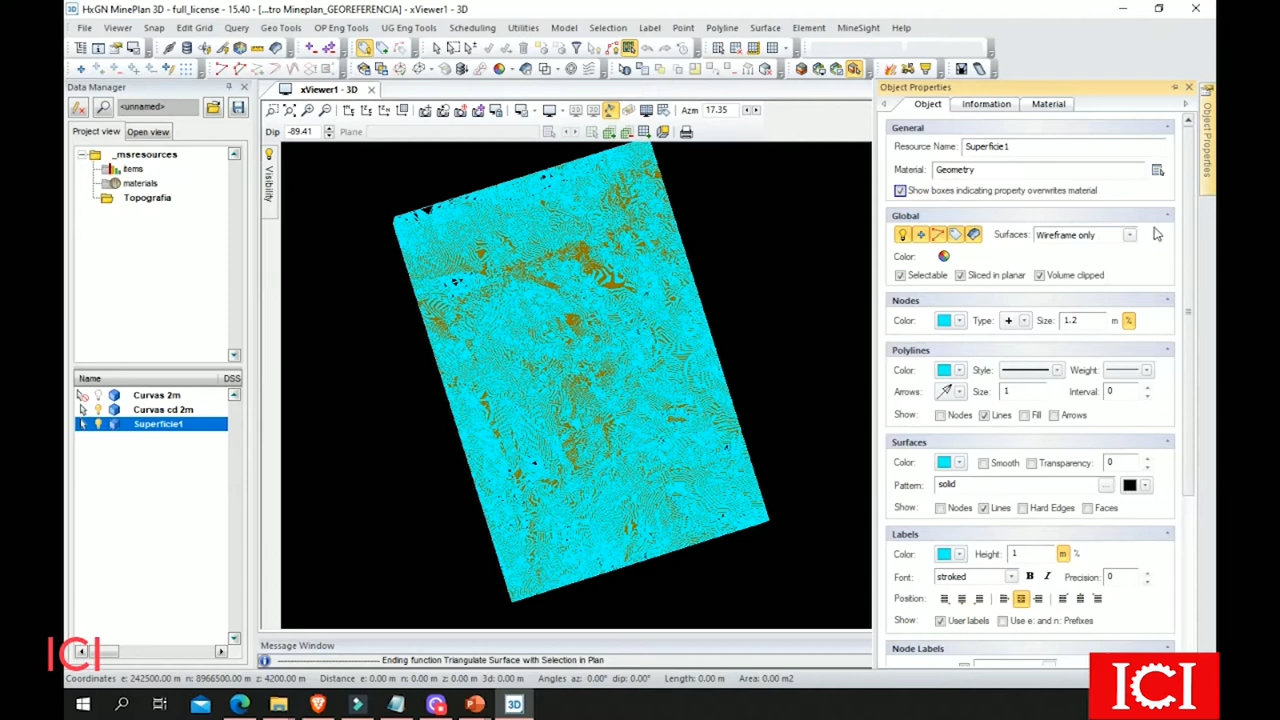 HxGN MinePlan 3D - full_license - 15.40 - [...tro Mineplan_GEOREFERENCIA] - xViewer1 - 3D
File Viewer Snap Edit Grid Query Geo Tools OP Eng Tools UG Eng Tools Scheduling Utilities Model Selection Label Point Polyline Surface Element MineSight Help
Data Manager
<unnamed>
Project view Open view
_msresources
items
materials
Topografia
Name DSS
Curvas 2m
Curvas cd 2m
Superficie1
xViewer1 - 3D
Azm 17.35
Dip -89.41 Plane
Visibility
Message Window
Ending function Triangulate Surface with Selection in Plan
Object Properties
Object Information Material
General
Resource Name: Superficie1
Material: Geometry
Show boxes indicating property overwrites material
Global
Surfaces: Wireframe only
Color:
Selectable Sliced in planar Volume clipped
Nodes
Color: Type: Size: 1.2 m %
Polylines
Color: Style: Weight:
Arrows: Size: 1 Interval: 0
Show: Nodes Lines Fill Arrows
Surfaces
Color: Smooth Transparency: 0
Pattern: solid ...
Show: Nodes Lines Hard Edges Faces
Labels
Color: Height: 1 m %
Font: stroked B I Precision: 0
Position:
Show: User labels Use e: and n: Prefixes
Node Labels
Object Properties
Coordinates e: 242500.00 m n: 8966500.00 m z: 4200.00 m Distance e: 0.00 m n: 0.00 m z: 0.00 m 3d: 0.00 m Angles az: 0.00° dip: 0.00° Length: 0.00 m Area: 0.00 m2
3D
ICI
ICI